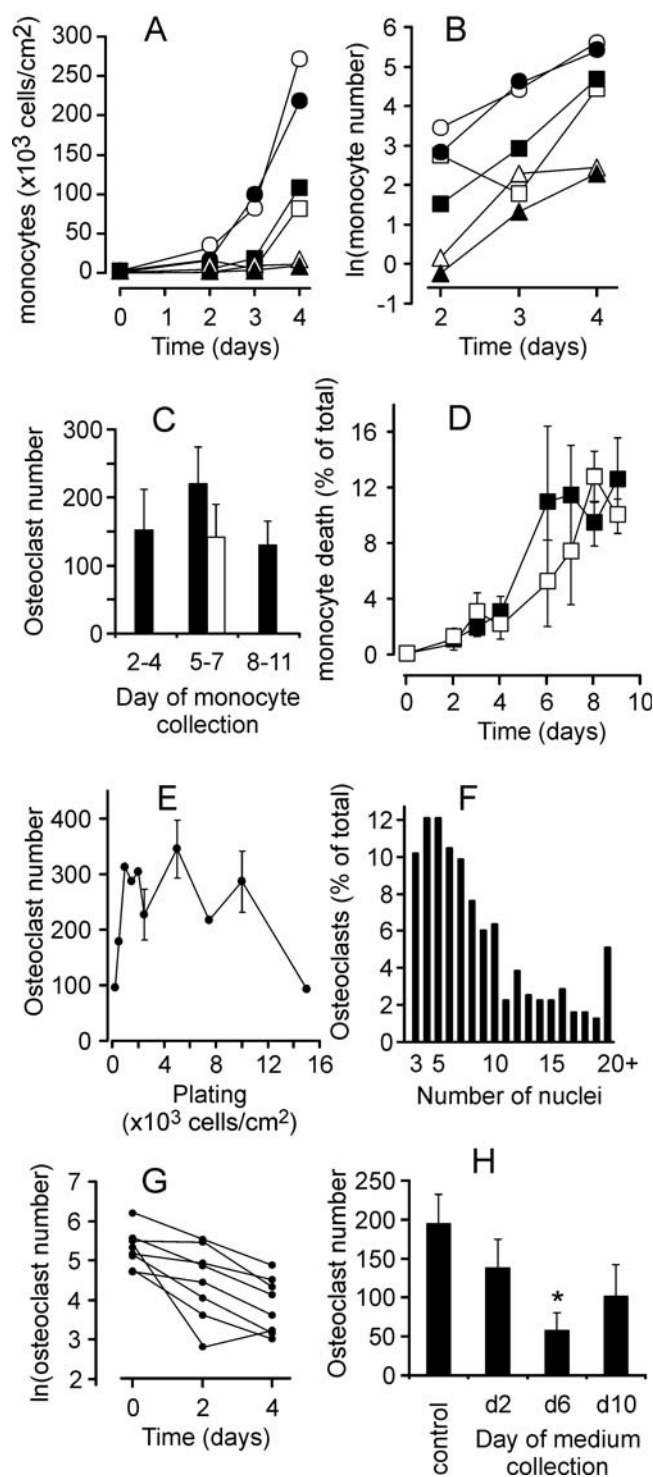 A
monocytes (x10³ cells/cm2)
300
250
200
150
100
50
0
0 1 2 3 4
Time (days)
B
ln(monocyte number)
6
5
4
3
2
1
0
-1
2 3 4
Time (days)
C
Osteoclast number
300
200
100
0
2-4 5-7 8-11
Day of monocyte
collection
D
monocyte death (% of total)
16
12
8
4
0
0 2 4 6 8 10
Time (days)
E
Osteoclast number
400
300
200
100
0
0 4 8 12 16
Plating
(x10³ cells/cm²)
F
Osteoclasts (% of total)
12
10
8
6
4
2
0
3 5 10 15 20+
Number of nuclei
G
ln(osteoclast number)
7
6
5
4
3
2
0 2 4
Time (days)
H
Osteoclast number
250
200
150
100
50
0
*
control d2 d6 d10
Day of medium
collection